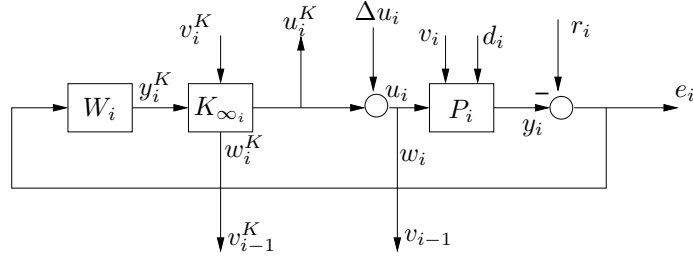 v_i^K
u_i^K
Δu_i
v_i
d_i
r_i
W_i
y_i^K
K_{∞_i}
u_i
P_i
y_i
−
e_i
w_i^K
w_i
v_{i−1}^K
v_{i−1}